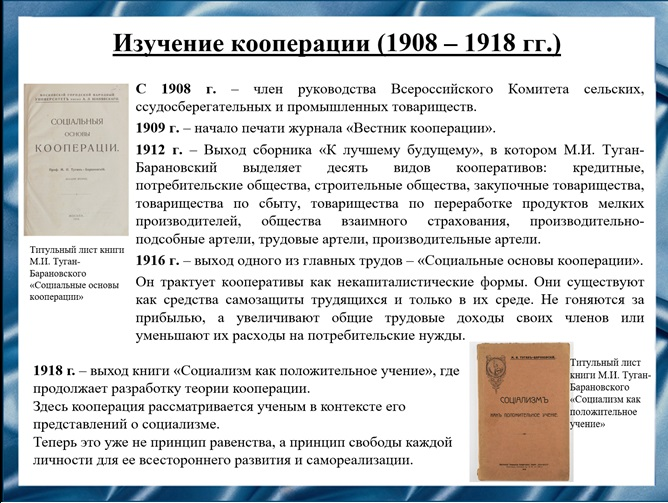 Изучение кооперации (1908 – 1918 гг.)
СОЦІАЛЬНЫЯ
ОСНОВЫ
КООПЕРАЦІИ.
Титульный лист книги
М.И. Туган-
Барановского
«Социальные основы
кооперации»
С 1908 г. – член руководства Всероссийского Комитета сельских,
ссудосберегательных и промышленных товариществ.
1909 г. – начало печати журнала «Вестник кооперации».
1912 г. – Выход сборника «К лучшему будущему», в котором М.И. Туган-
Барановский выделяет десять видов кооперативов: кредитные,
потребительские общества, строительные общества, закупочные товарищества,
товарищества по сбыту, товарищества по переработке продуктов мелких
производителей, общества взаимного страхования, производительно-
подсобные артели, трудовые артели, производительные артели.
1916 г. – выход одного из главных трудов – «Социальные основы кооперации».
Он трактует кооперативы как некапиталистические формы. Они существуют
как средства самозащиты трудящихся и только в их среде. Не гоняются за
прибылью, а увеличивают общие трудовые доходы своих членов или
уменьшают их расходы на потребительские нужды.
1918 г. – выход книги «Социализм как положительное учение», где
продолжает разработку теории кооперации.
Здесь кооперация рассматривается ученым в контексте его
представлений о социализме.
Теперь это уже не принцип равенства, а принцип свободы каждой
личности для ее всестороннего развития и самореализации.
СОЦІАЛИЗМЪ
КАКЪ ПОЛОЖИТЕЛЬНОЕ УЧЕНІЕ.
Титульный лист
книги М.И. Туган-
Барановского
«Социализм как
положительное
учение»